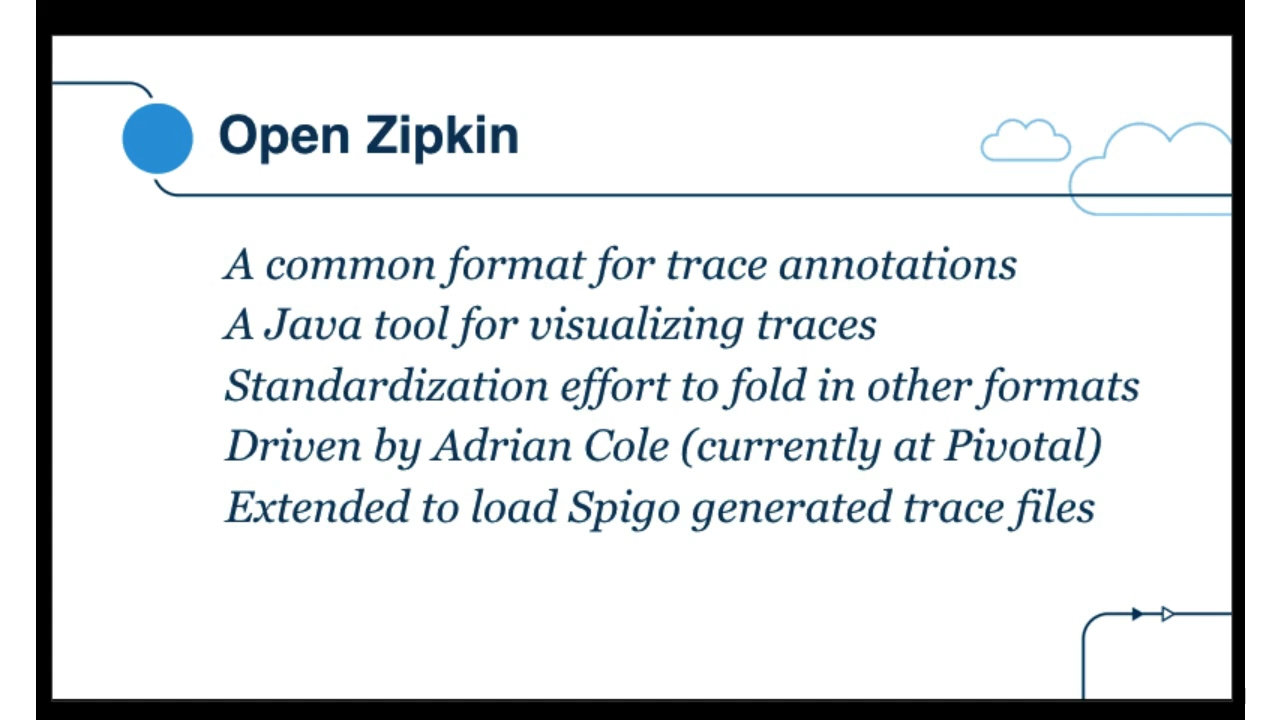 Open Zipkin
A common format for trace annotations
A Java tool for visualizing traces
Standardization effort to fold in other formats
Driven by Adrian Cole (currently at Pivotal)
Extended to load Spigo generated trace files